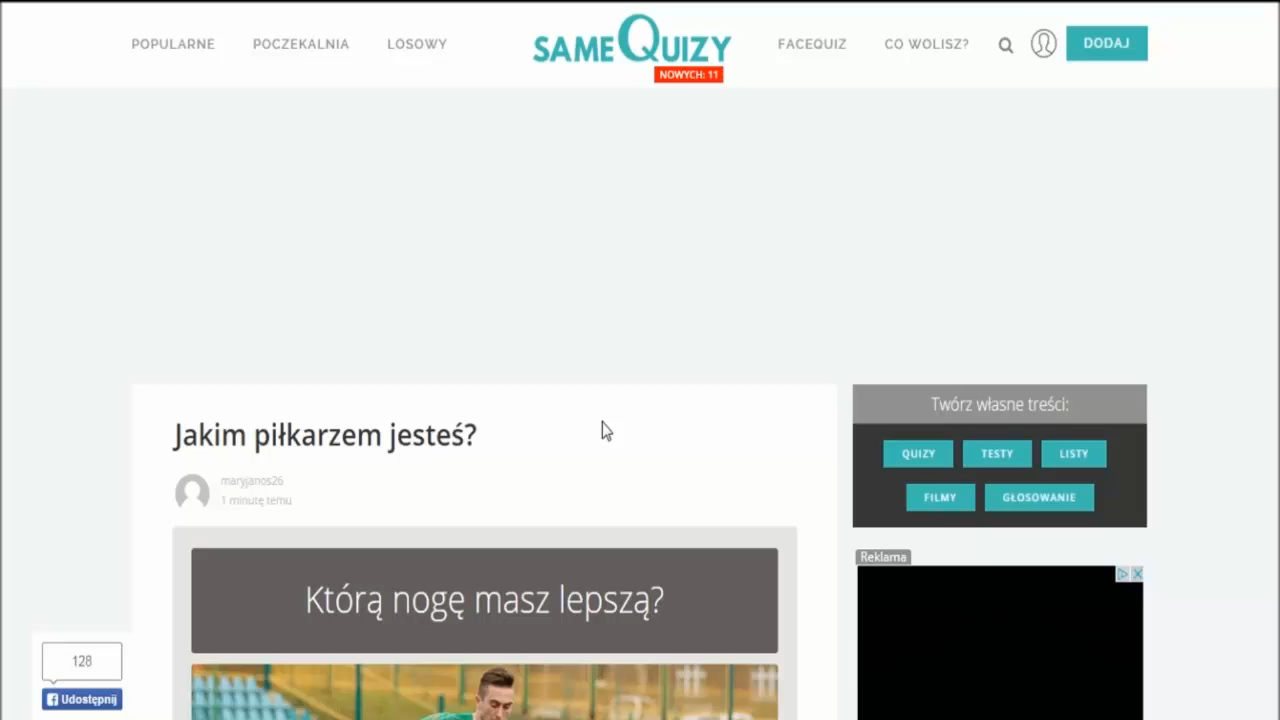 POPULARNE
POCZEKALNIA
LOSOWY
SAMEQUIZY
NOWYCH: 11
FACEQUIZ
CO WOLISZ?
DODAJ
Jakim piłkarzem jesteś?
maryjanos26
1 minutę temu
Którą nogę masz lepszą?
128
Udostępnij
Twórz własne treści:
QUIZY
TESTY
LISTY
FILMY
GŁOSOWANIE
Reklama